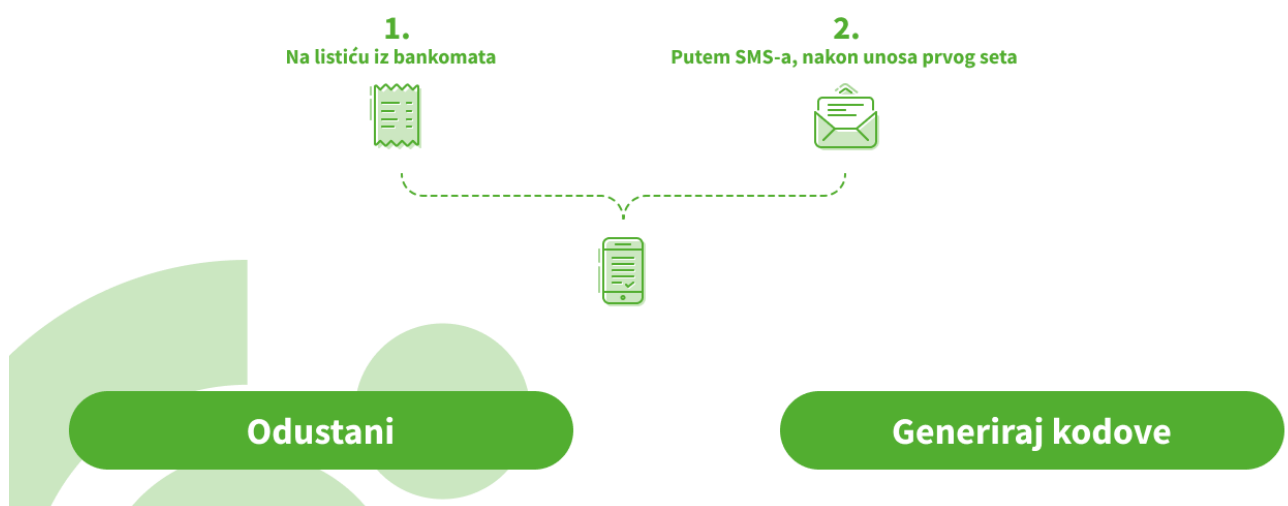 1.
Na listiću iz bankomata
2.
Putem SMS-a, nakon unosa prvog seta
Odustani
Generiraj kodove